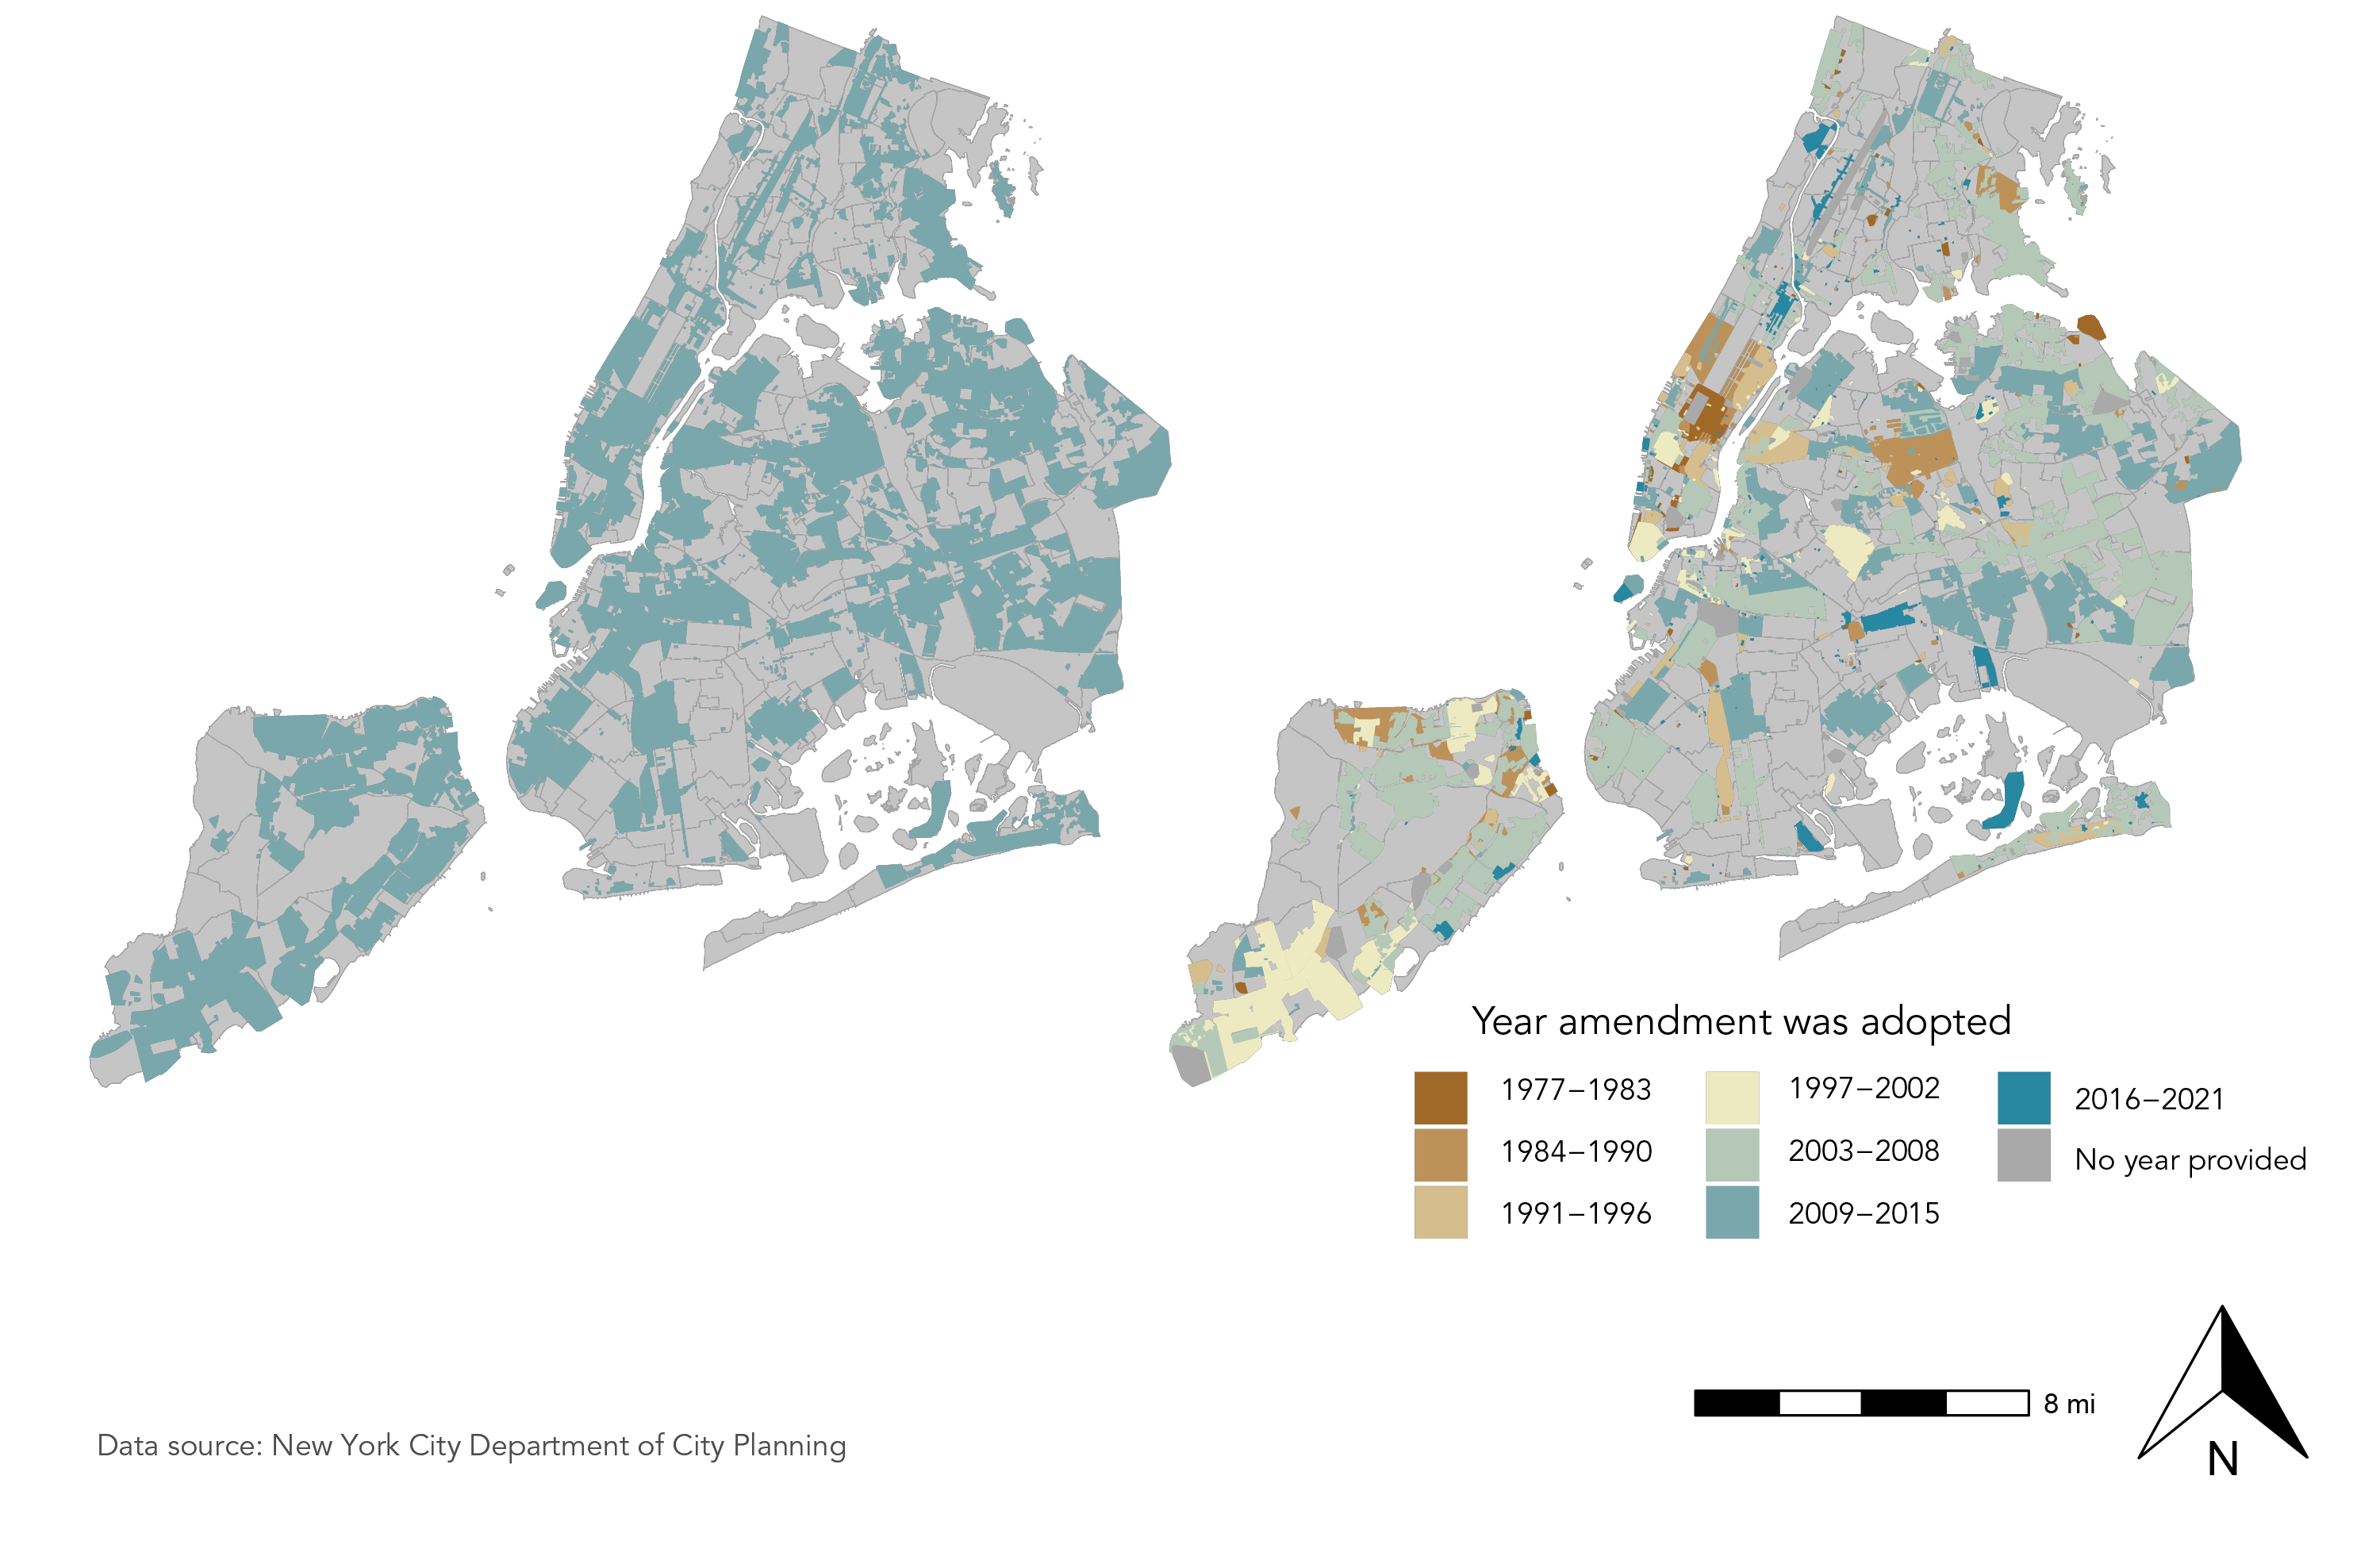 Year amendment was adopted
1977–1983
1984–1990
1991–1996
1997–2002
2003–2008
2009–2015
2016–2021
No year provided
8 mi
N
Data source: New York City Department of City Planning